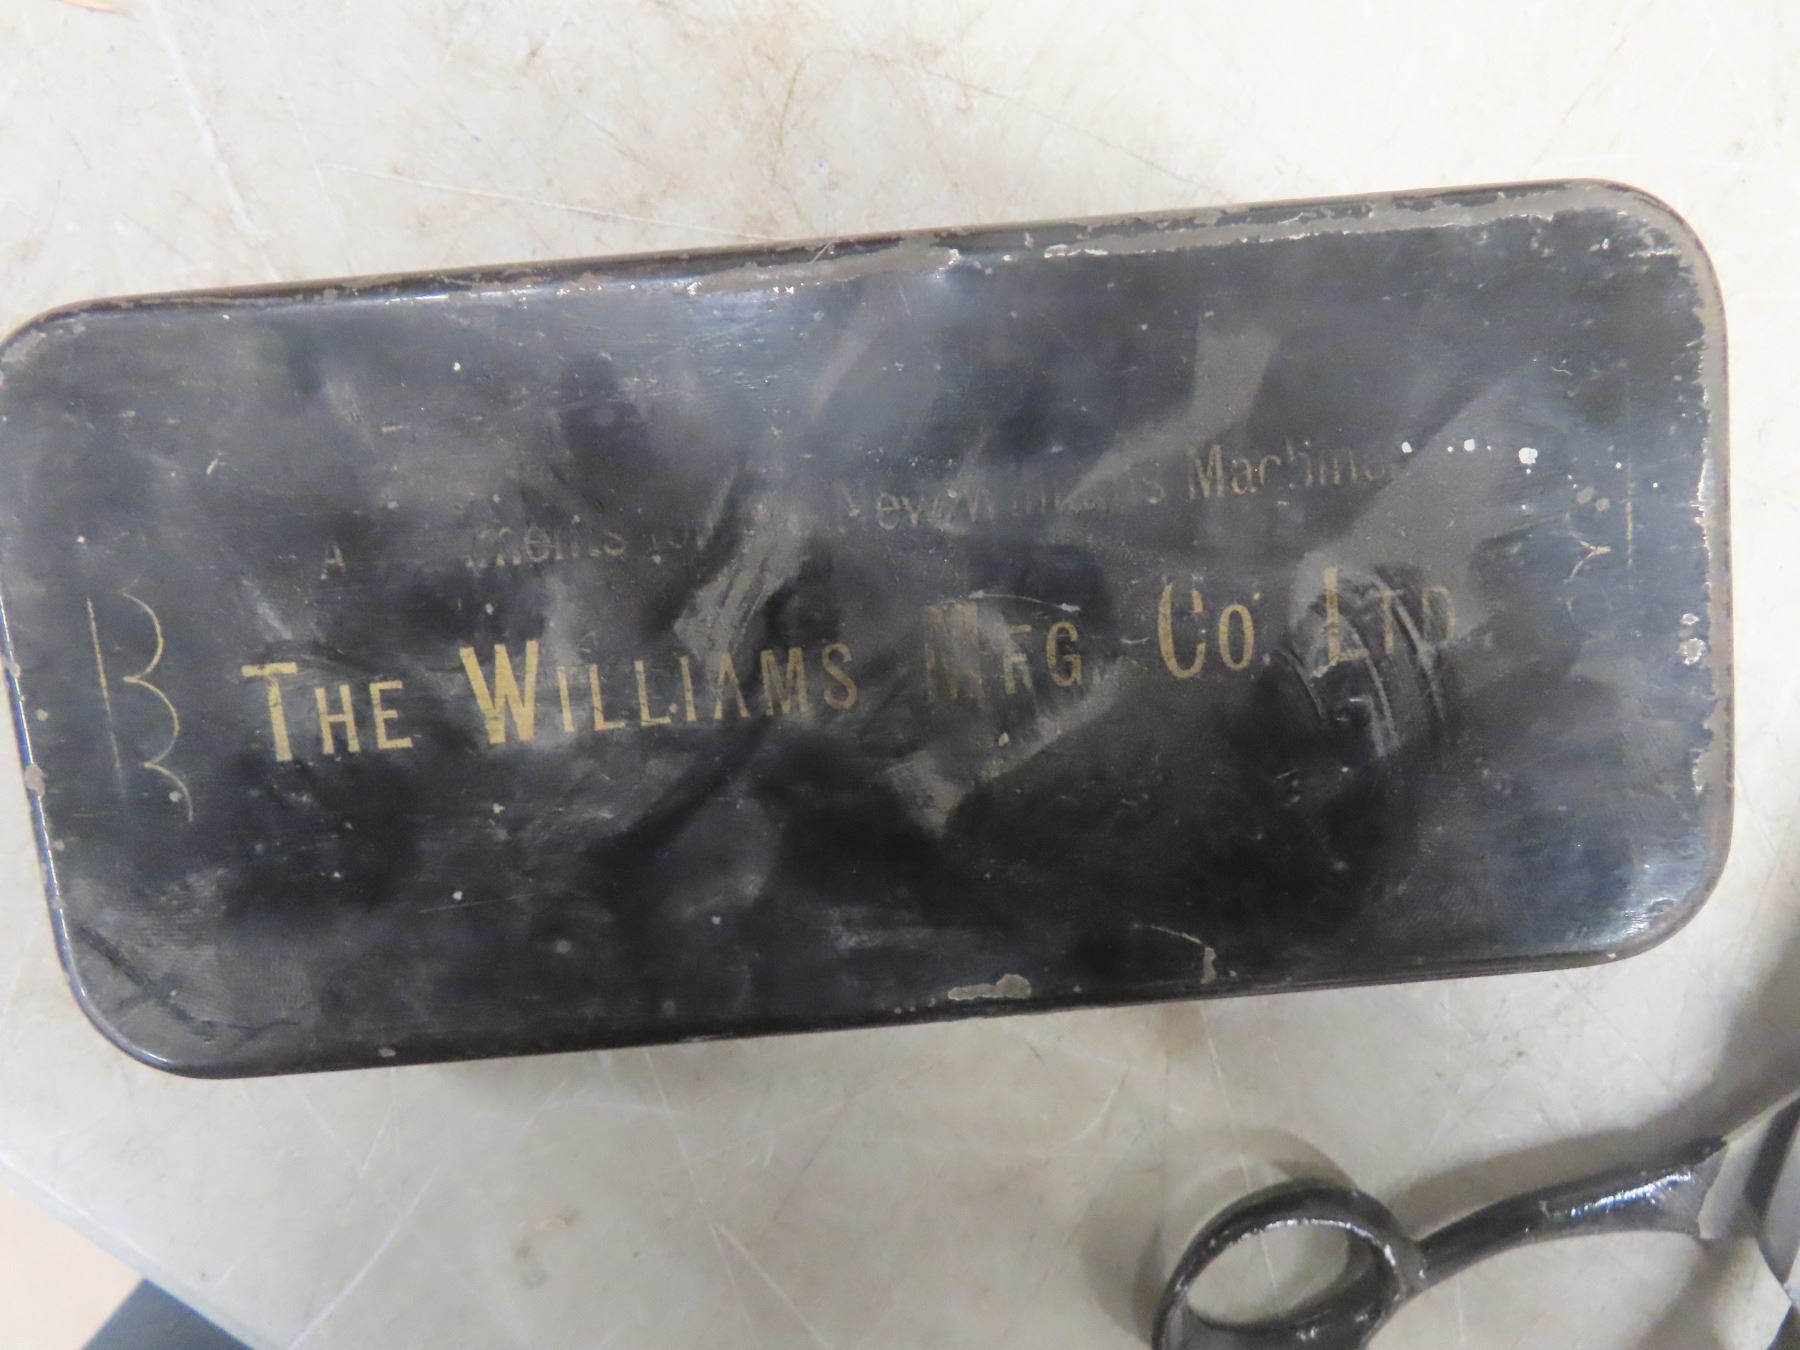 New Williams Machine
THE WILLIAMS MFG. CO. LTD